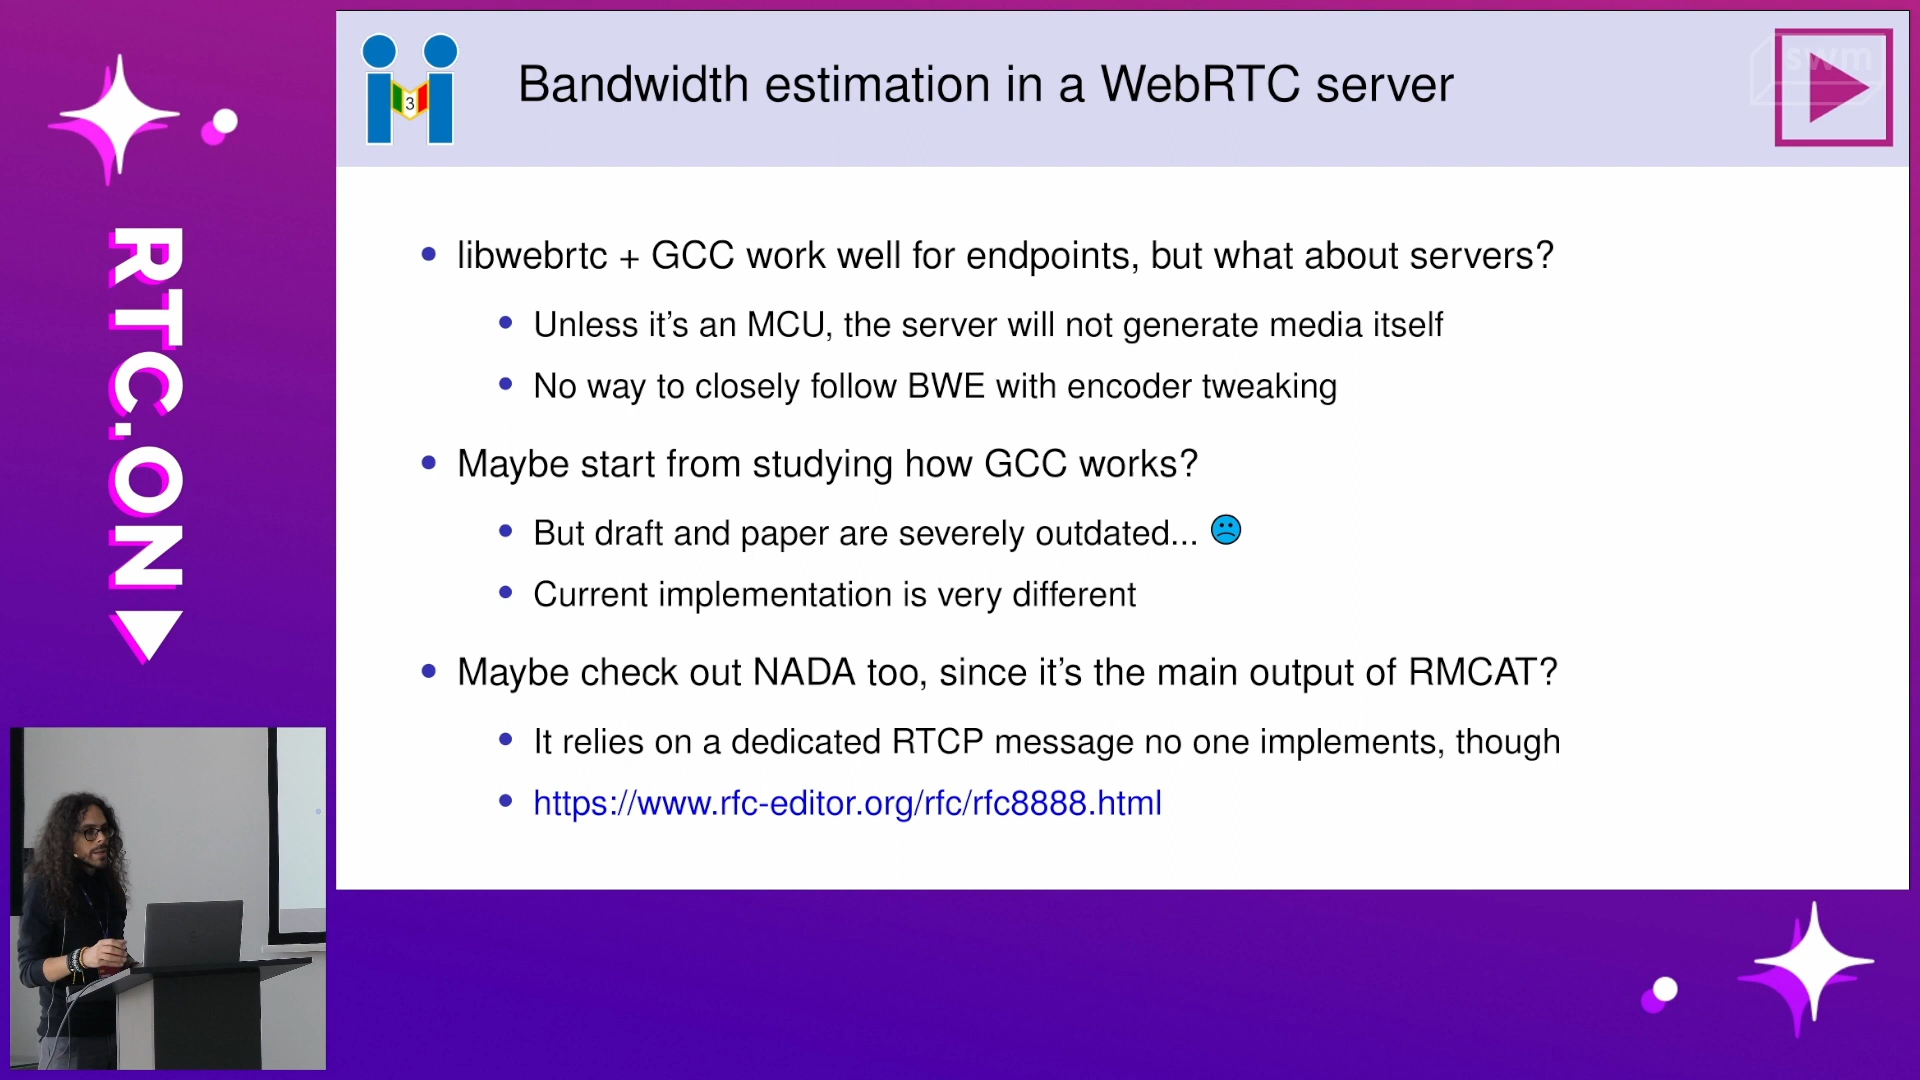 Bandwidth estimation in a WebRTC server
3
swm
RTC.ON
libwebrtc + GCC work well for endpoints, but what about servers?
Unless it's an MCU, the server will not generate media itself
No way to closely follow BWE with encoder tweaking
Maybe start from studying how GCC works?
But draft and paper are severely outdated...
Current implementation is very different
Maybe check out NADA too, since it's the main output of RMCAT?
It relies on a dedicated RTCP message no one implements, though
https://www.rfc-editor.org/rfc/rfc8888.html